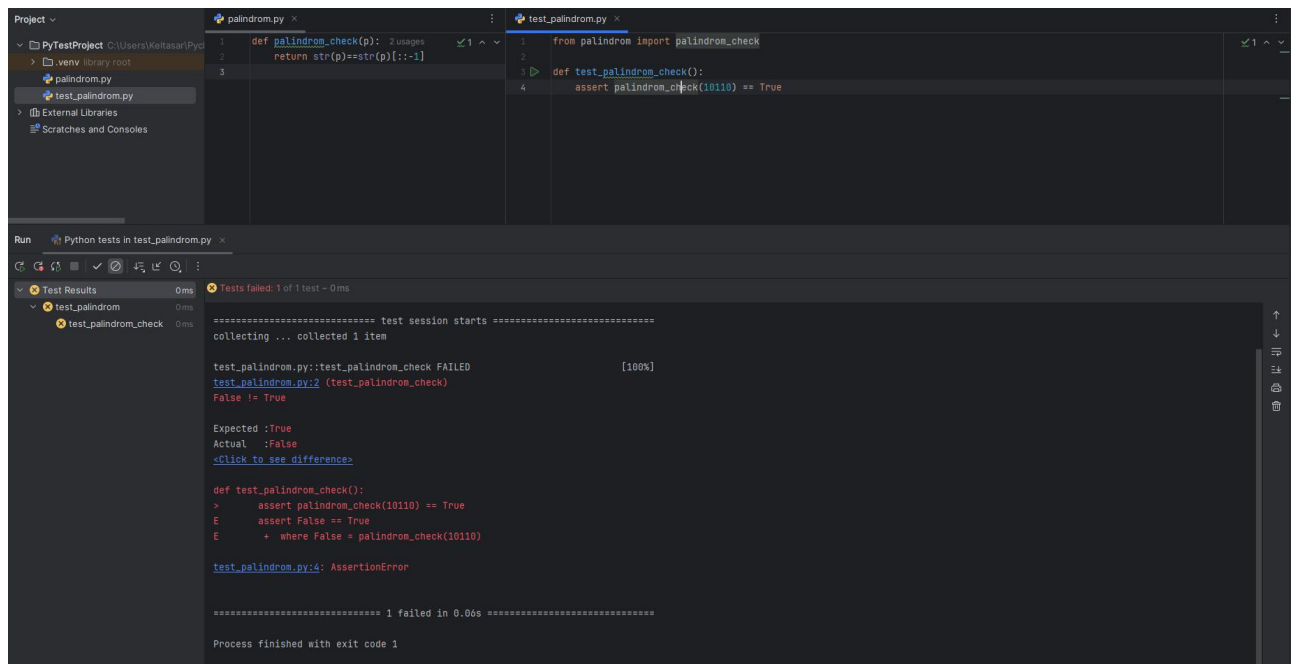 Project
PyTestProject C:\Users\Keltasar\Pyc
.venv library root
palindrom.py
test_palindrom.py
External Libraries
Scratches and Consoles
palindrom.py
1 def palindrom_check(p): 2 usages
2 return str(p)==str(p)[::-1]
3
1
test_palindrom.py
1 from palindrom import palindrom_check
2
3 def test_palindrom_check():
4 assert palindrom_check(10110) == True
1
Run Python tests in test_palindrom.py
Test Results 0 ms
test_palindrom 0 ms
test_palindrom_check 0 ms
Tests failed: 1 of 1 test – 0 ms
============================= test session starts =============================
collecting ... collected 1 item
test_palindrom.py::test_palindrom_check FAILED [100%]
test_palindrom.py:2 (test_palindrom_check)
False != True
Expected :True
Actual :False
<Click to see difference>
def test_palindrom_check():
> assert palindrom_check(10110) == True
E assert False == True
E + where False = palindrom_check(10110)
test_palindrom.py:4: AssertionError
============================== 1 failed in 0.06s ==============================
Process finished with exit code 1